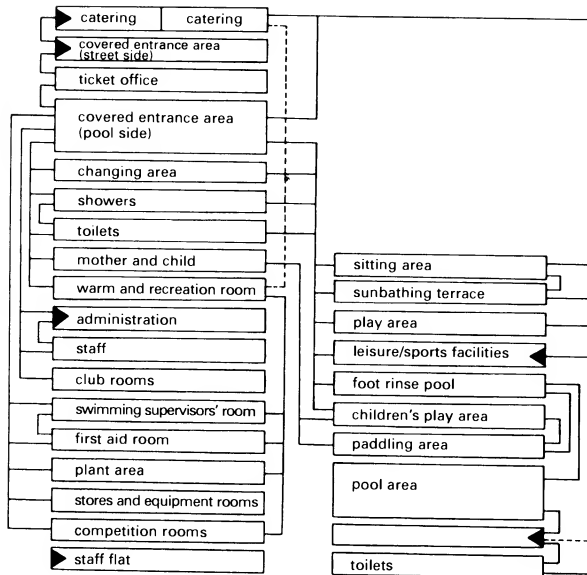 catering catering
covered entrance area
(street side)
ticket office
covered entrance area
(pool side)
changing area
showers
toilets
mother and child
warm and recreation room
administration
staff
club rooms
swimming supervisors' room
first aid room
plant area
stores and equipment rooms
competition rooms
staff flat
sitting area
sunbathing terrace
play area
leisure/sports facilities
foot rinse pool
children's play area
paddling area
pool area
toilets